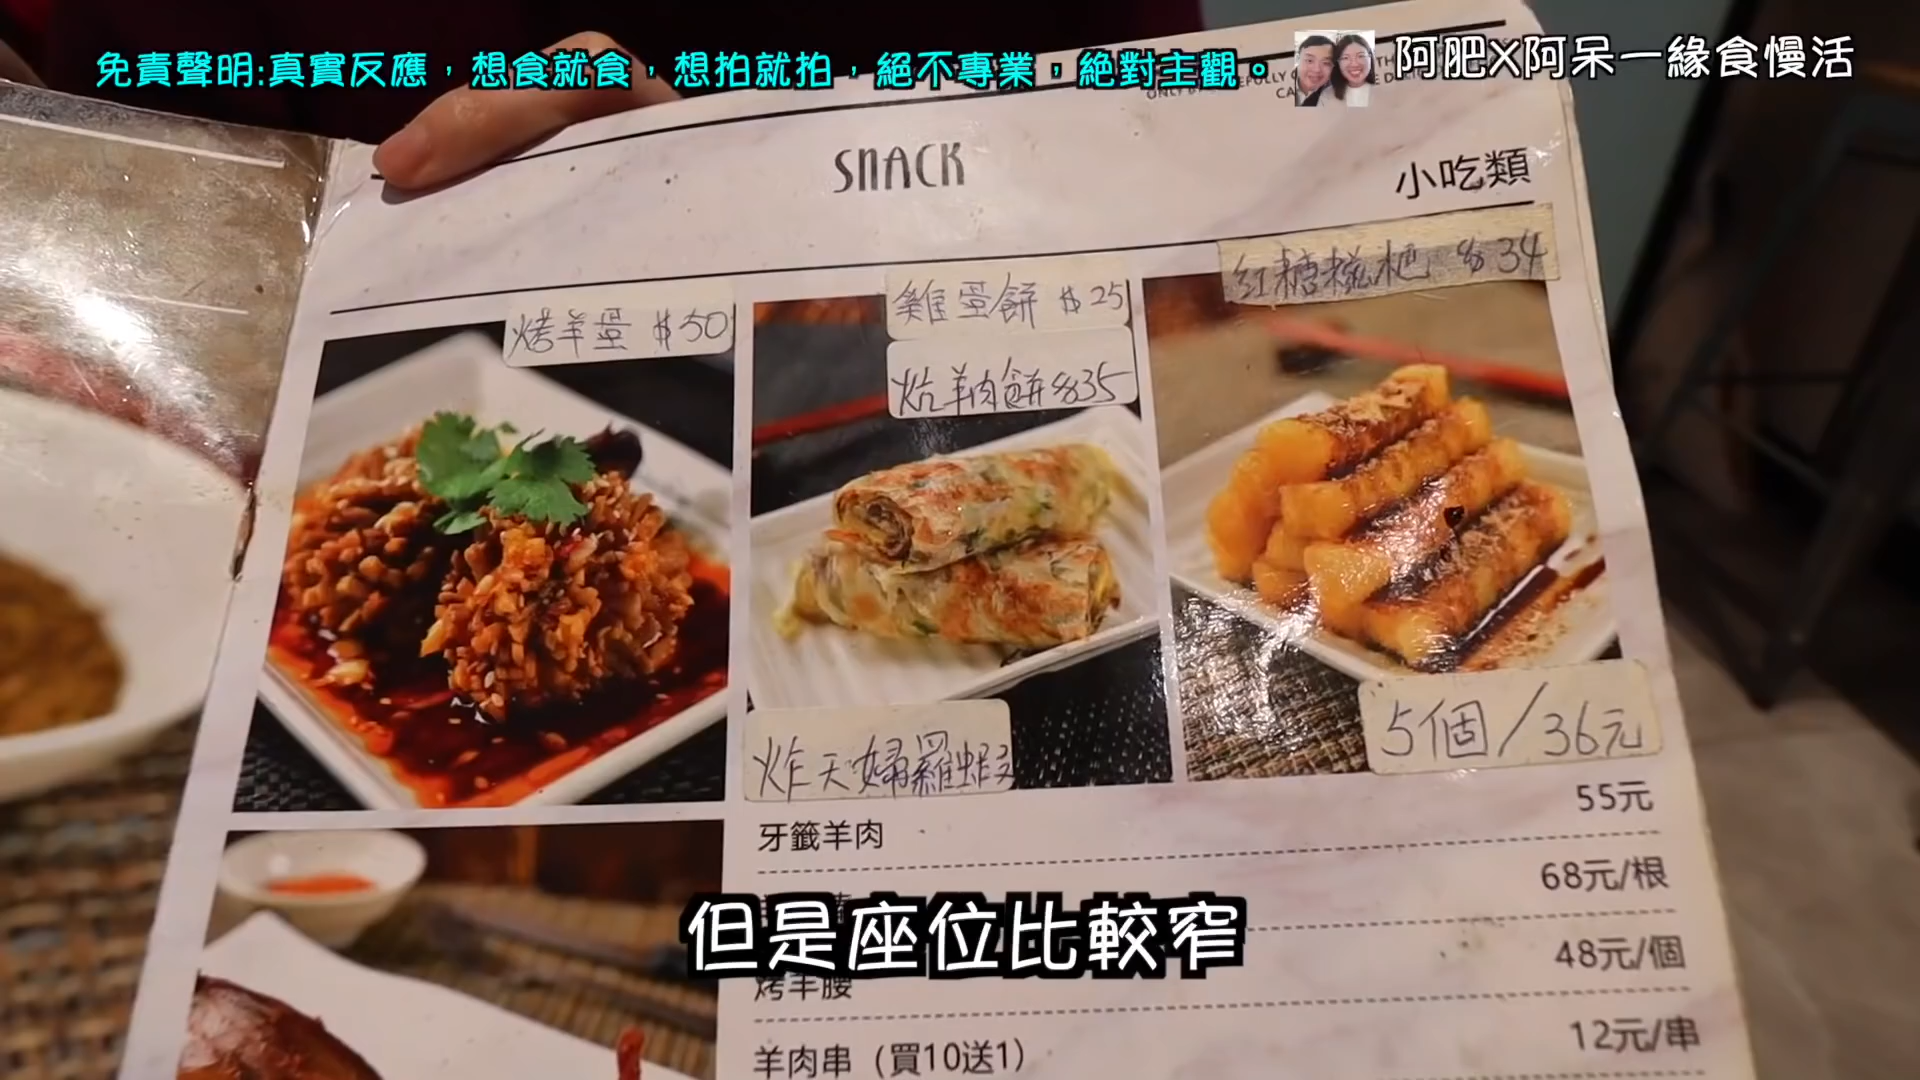 免責聲明:真實反應，想食就食，想拍就拍，絕不專業，絕對主觀。
阿肥X阿呆一緣食慢活
SNACK
小吃類
烤羊蛋 $50
雞蛋餅 $25
炕羊肉餅 $35
紅糖糍粑 $34
炸天婦羅蝦
5個/36元
牙籤羊肉
55元
68元/根
烤羊腰
48元/個
羊肉串（買10送1）
12元/串
但是座位比較窄